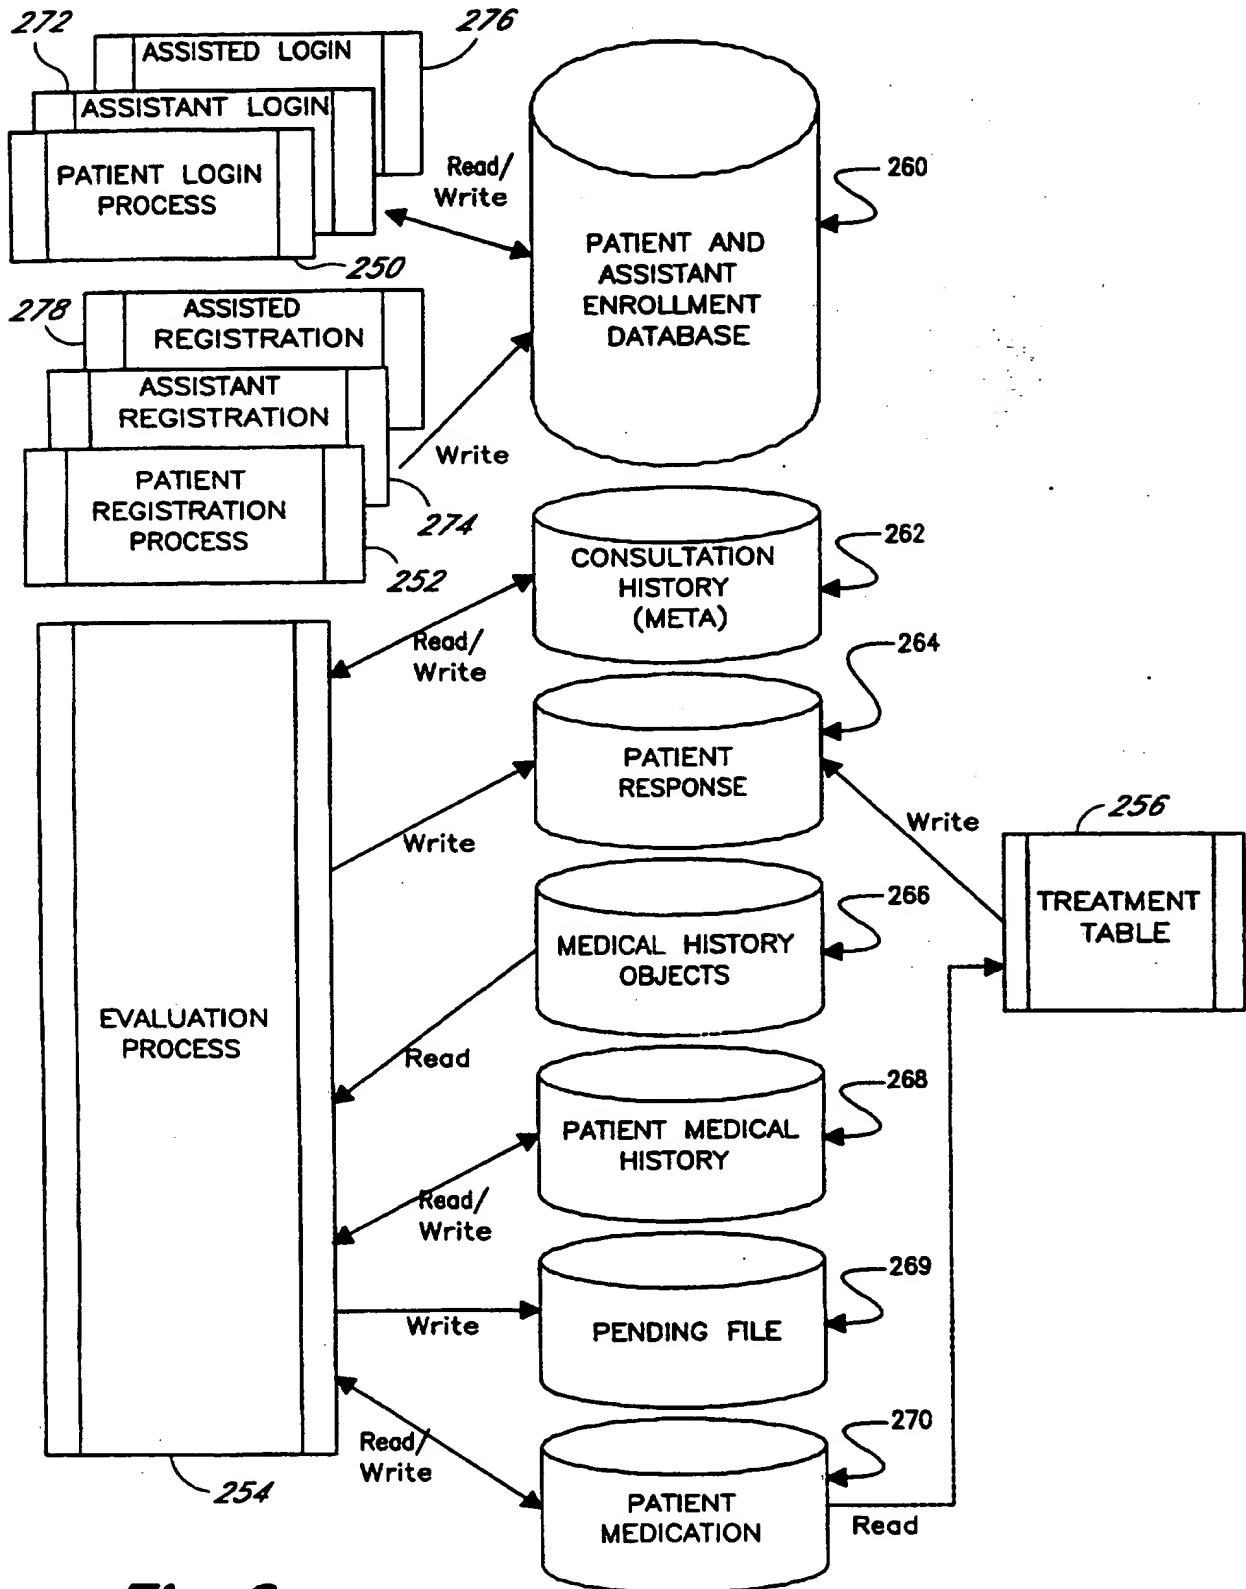 272
276
ASSISTED LOGIN
ASSISTANT LOGIN
PATIENT LOGIN
PROCESS
250
Read/
Write
PATIENT AND
ASSISTANT
ENROLLMENT
DATABASE
260
278
ASSISTED
REGISTRATION
ASSISTANT
REGISTRATION
PATIENT
REGISTRATION
PROCESS
274
252
Write
CONSULTATION
HISTORY
(META)
262
Read/
Write
264
PATIENT
RESPONSE
Write
Write
256
TREATMENT
TABLE
266
MEDICAL HISTORY
OBJECTS
EVALUATION
PROCESS
Read
268
PATIENT MEDICAL
HISTORY
Read/
Write
269
PENDING FILE
Write
270
Read/
Write
254
PATIENT
MEDICATION
Read